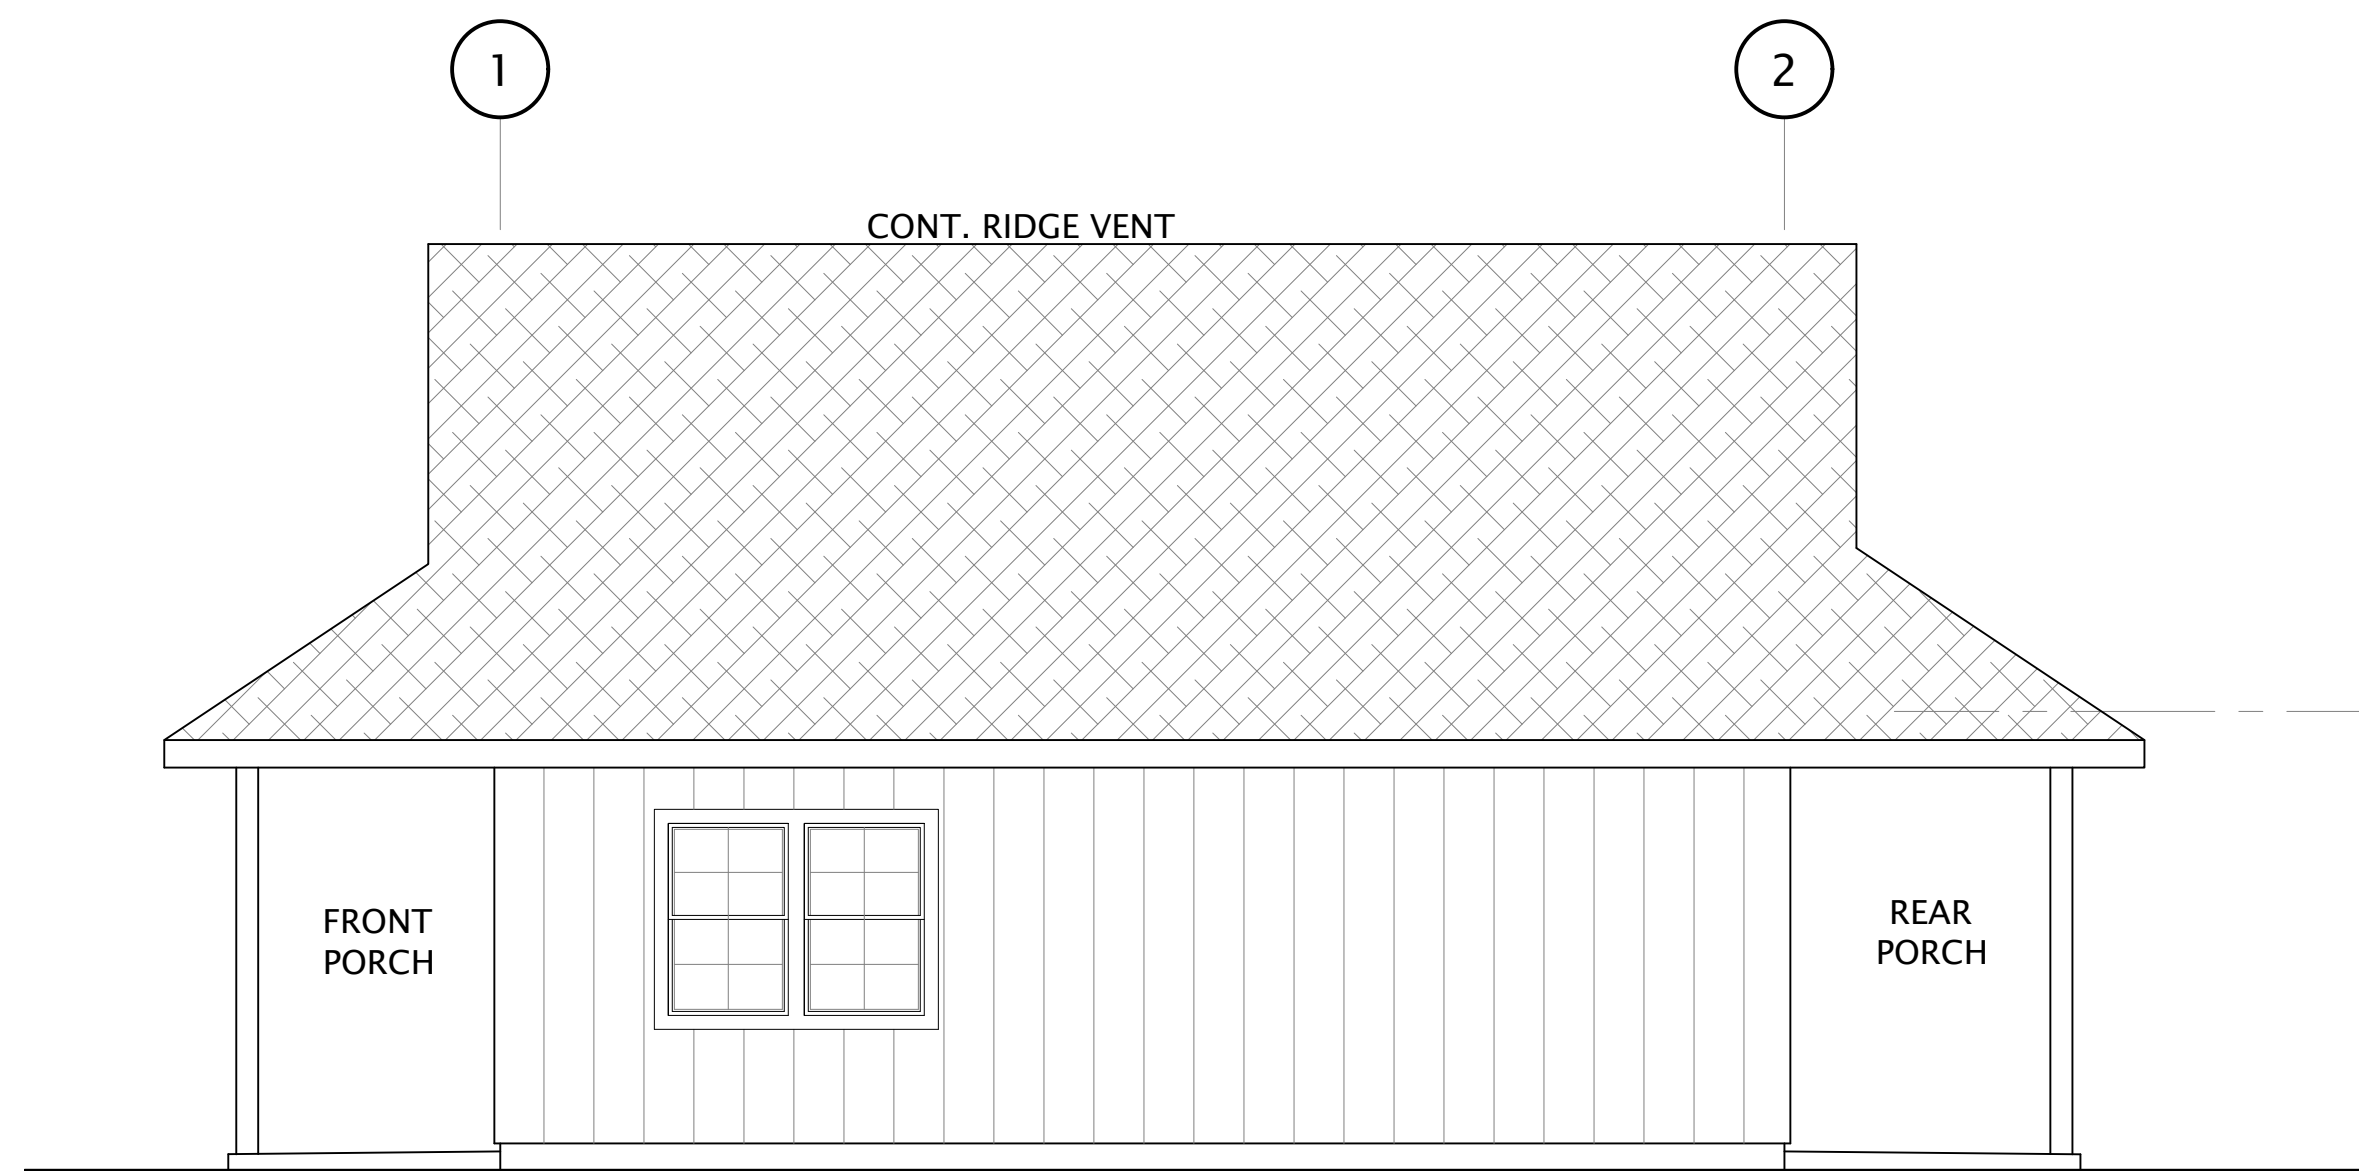 1
2
CONT. RIDGE VENT
FRONT
PORCH
REAR
PORCH